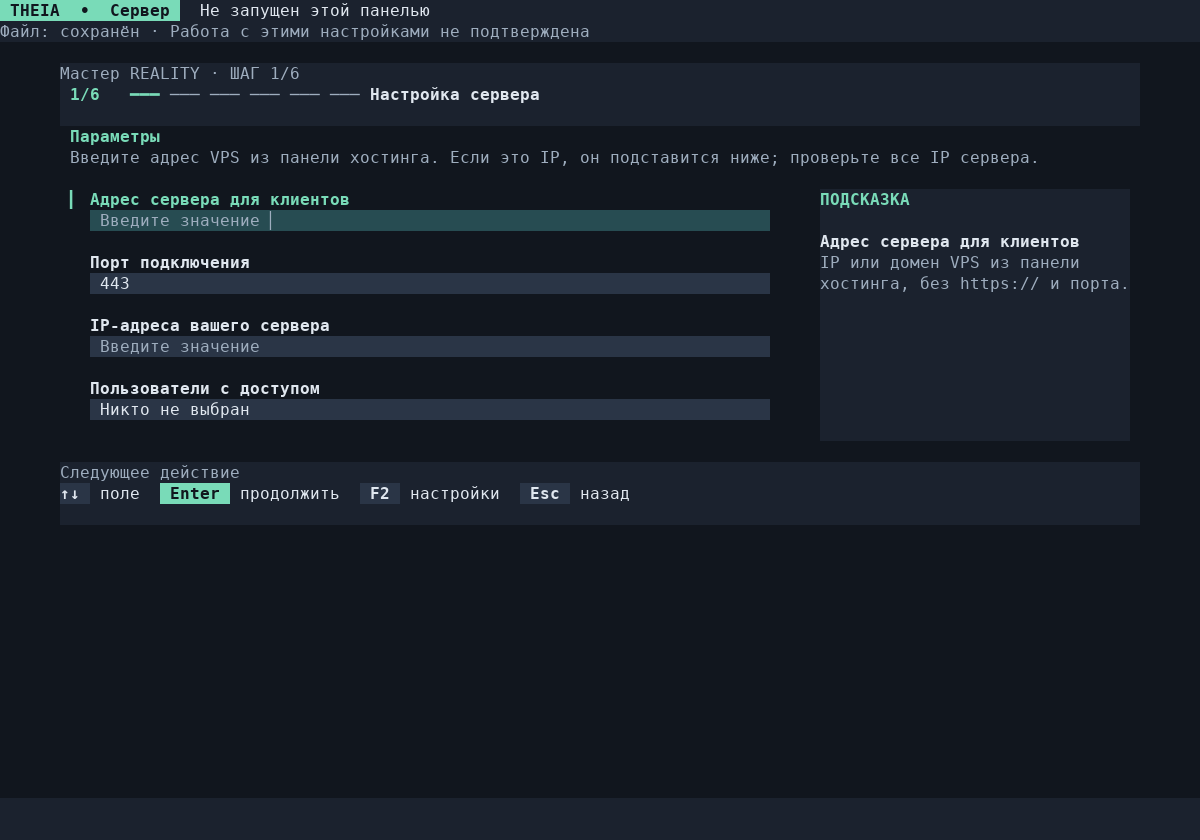 THEIA • Сервер Не запущен этой панелью
Файл: сохранён · Работа с этими настройками не подтверждена
Мастер REALITY · ШАГ 1/6
1/6 Настройка сервера
Параметры
Введите адрес VPS из панели хостинга. Если это IP, он подставится ниже; проверьте все IP сервера.
Адрес сервера для клиентов
Введите значение
Порт подключения
443
IP-адреса вашего сервера
Введите значение
Пользователи с доступом
Никто не выбран
ПОДСКАЗКА
Адрес сервера для клиентов
IP или домен VPS из панели
хостинга, без https:// и порта.
Следующее действие
↑↓ поле Enter продолжить F2 настройки Esc назад